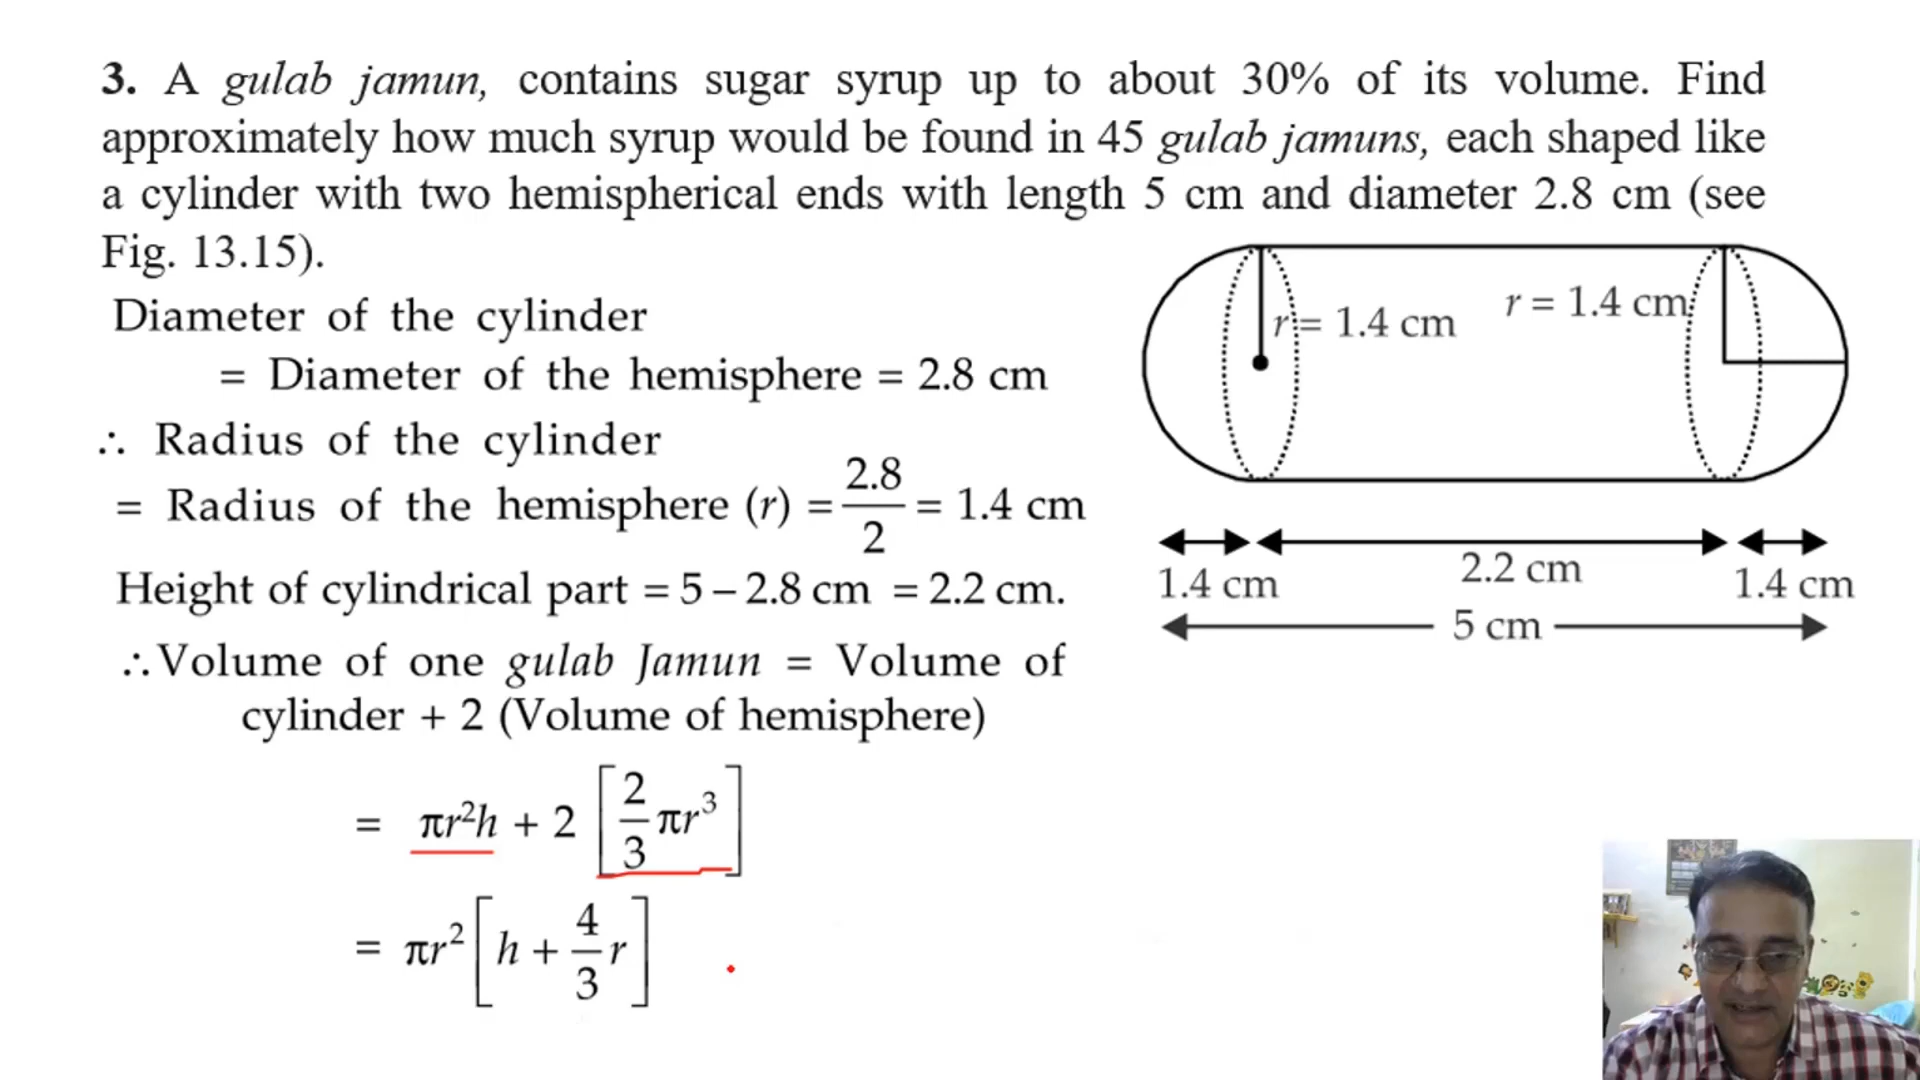 3. A gulab jamun, contains sugar syrup up to about 30% of its volume. Find
approximately how much syrup would be found in 45 gulab jamuns, each shaped like
a cylinder with two hemispherical ends with length 5 cm and diameter 2.8 cm (see
Fig. 13.15).
Diameter of the cylinder
= Diameter of the hemisphere = 2.8 cm
∴ Radius of the cylinder
= Radius of the hemisphere (r) = 2.8/2 = 1.4 cm
Height of cylindrical part = 5 – 2.8 cm = 2.2 cm.
∴ Volume of one gulab Jamun = Volume of
cylinder + 2 (Volume of hemisphere)
= πr²h + 2 [2/3 πr³]
= πr² [h + 4/3 r]
r = 1.4 cm
r = 1.4 cm
1.4 cm
2.2 cm
1.4 cm
5 cm